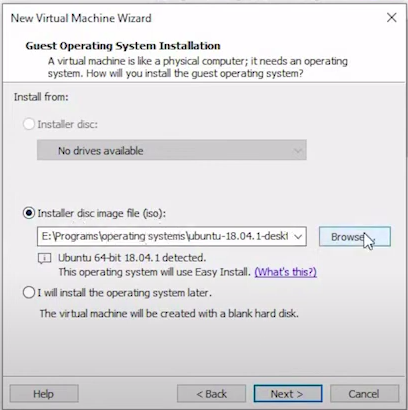 New Virtual Machine Wizard
Guest Operating System Installation
A virtual machine is like a physical computer; it needs an operating
system. How will you install the guest operating system?
Install from:
Installer disc:
No drives available
Installer disc image file (iso):
E:\Programs\operating systems\ubuntu-18.04.1-deskt
Browse...
Ubuntu 64-bit 18.04.1 detected.
This operating system will use Easy Install. (What's this?)
I will install the operating system later.
The virtual machine will be created with a blank hard disk.
Help
< Back
Next >
Cancel